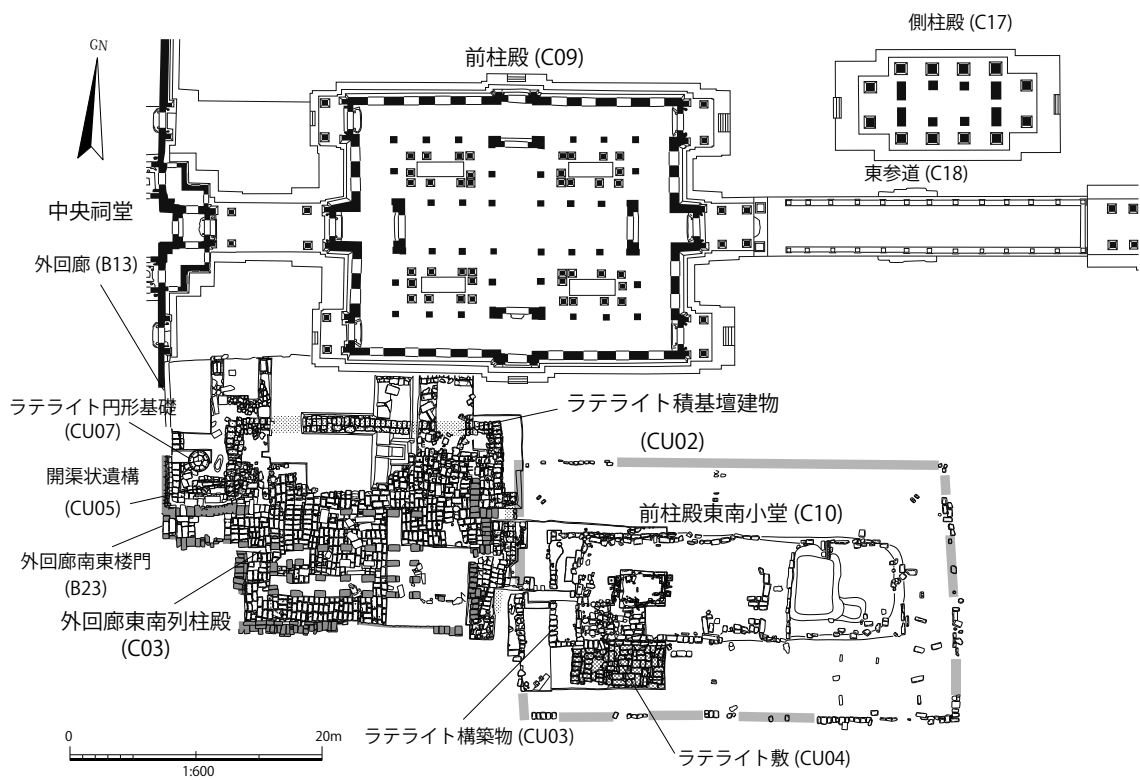 側柱殿 (C17)
GN
前柱殿 (C09)
東参道 (C18)
中央祠堂
外回廊 (B13)
ラテライト円形基礎
(CU07)
ラテライト積基壇建物
(CU02)
開渠状遺構
(CU05)
前柱殿東南小堂 (C10)
外回廊南東楼門
(B23)
外回廊東南列柱殿
(C03)
ラテライト構築物 (CU03)
ラテライト敷 (CU04)
0
20m
1:600